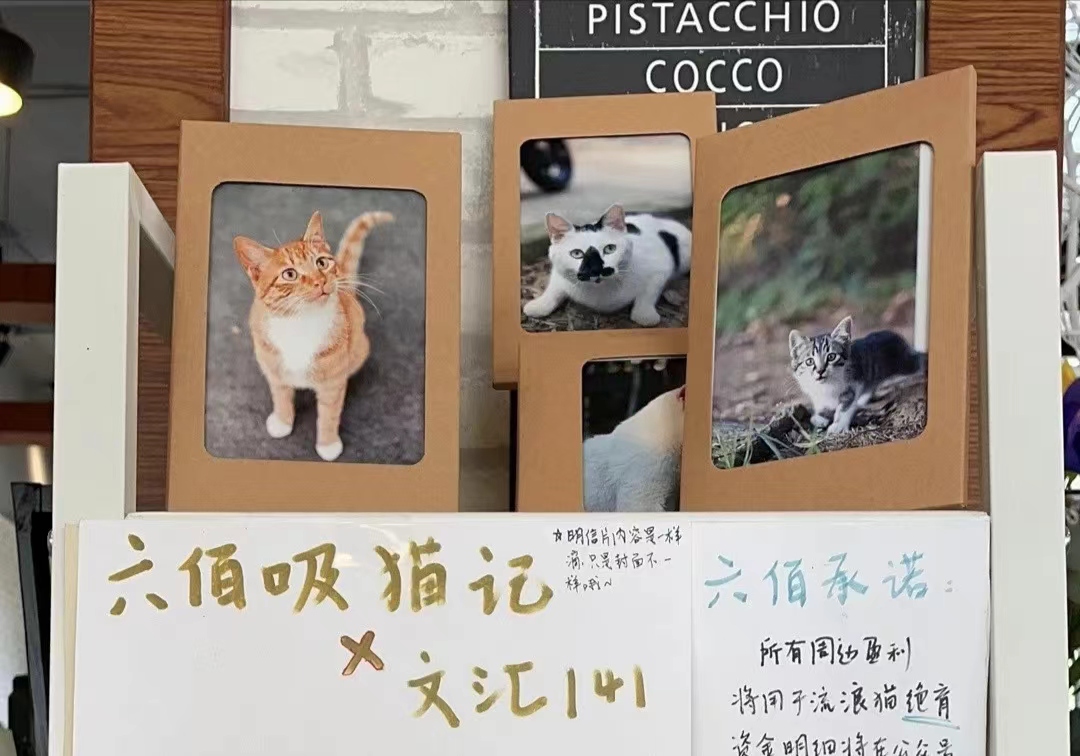 PISTACCHIO
COCCO
六佰吸猫记
×
文汇141
☆明信片内容是一样
滴,只是封面不一
样哦~
六佰承诺:
所有周边盈利
将用于流浪猫绝育
资金明细将在公众号